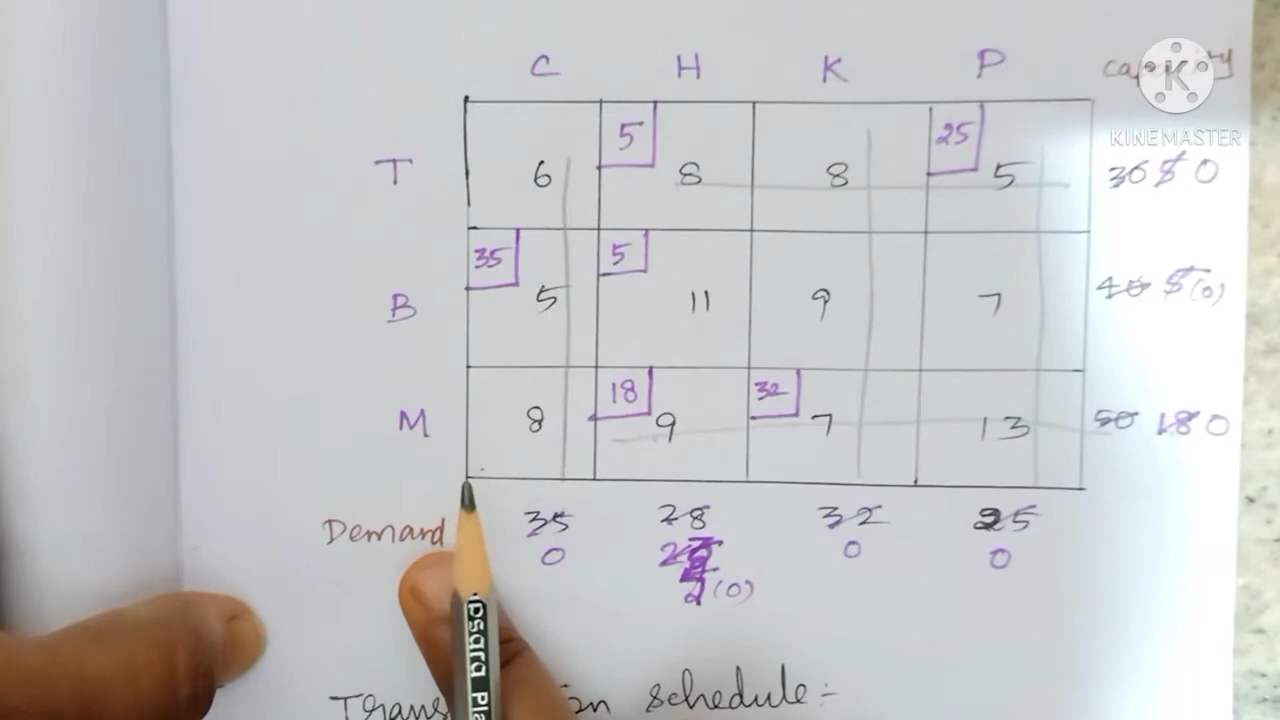 C H K P capacity
KINEMASTER
T 6 5 8 8 25 5 30 5 0
B 35 5 5 11 9 7 40 5 (0)
M 8 18 9 32 7 13 50 18 0
Demand 35 28 32 25
0 0 0
(0)
schedule :-
psara Pla